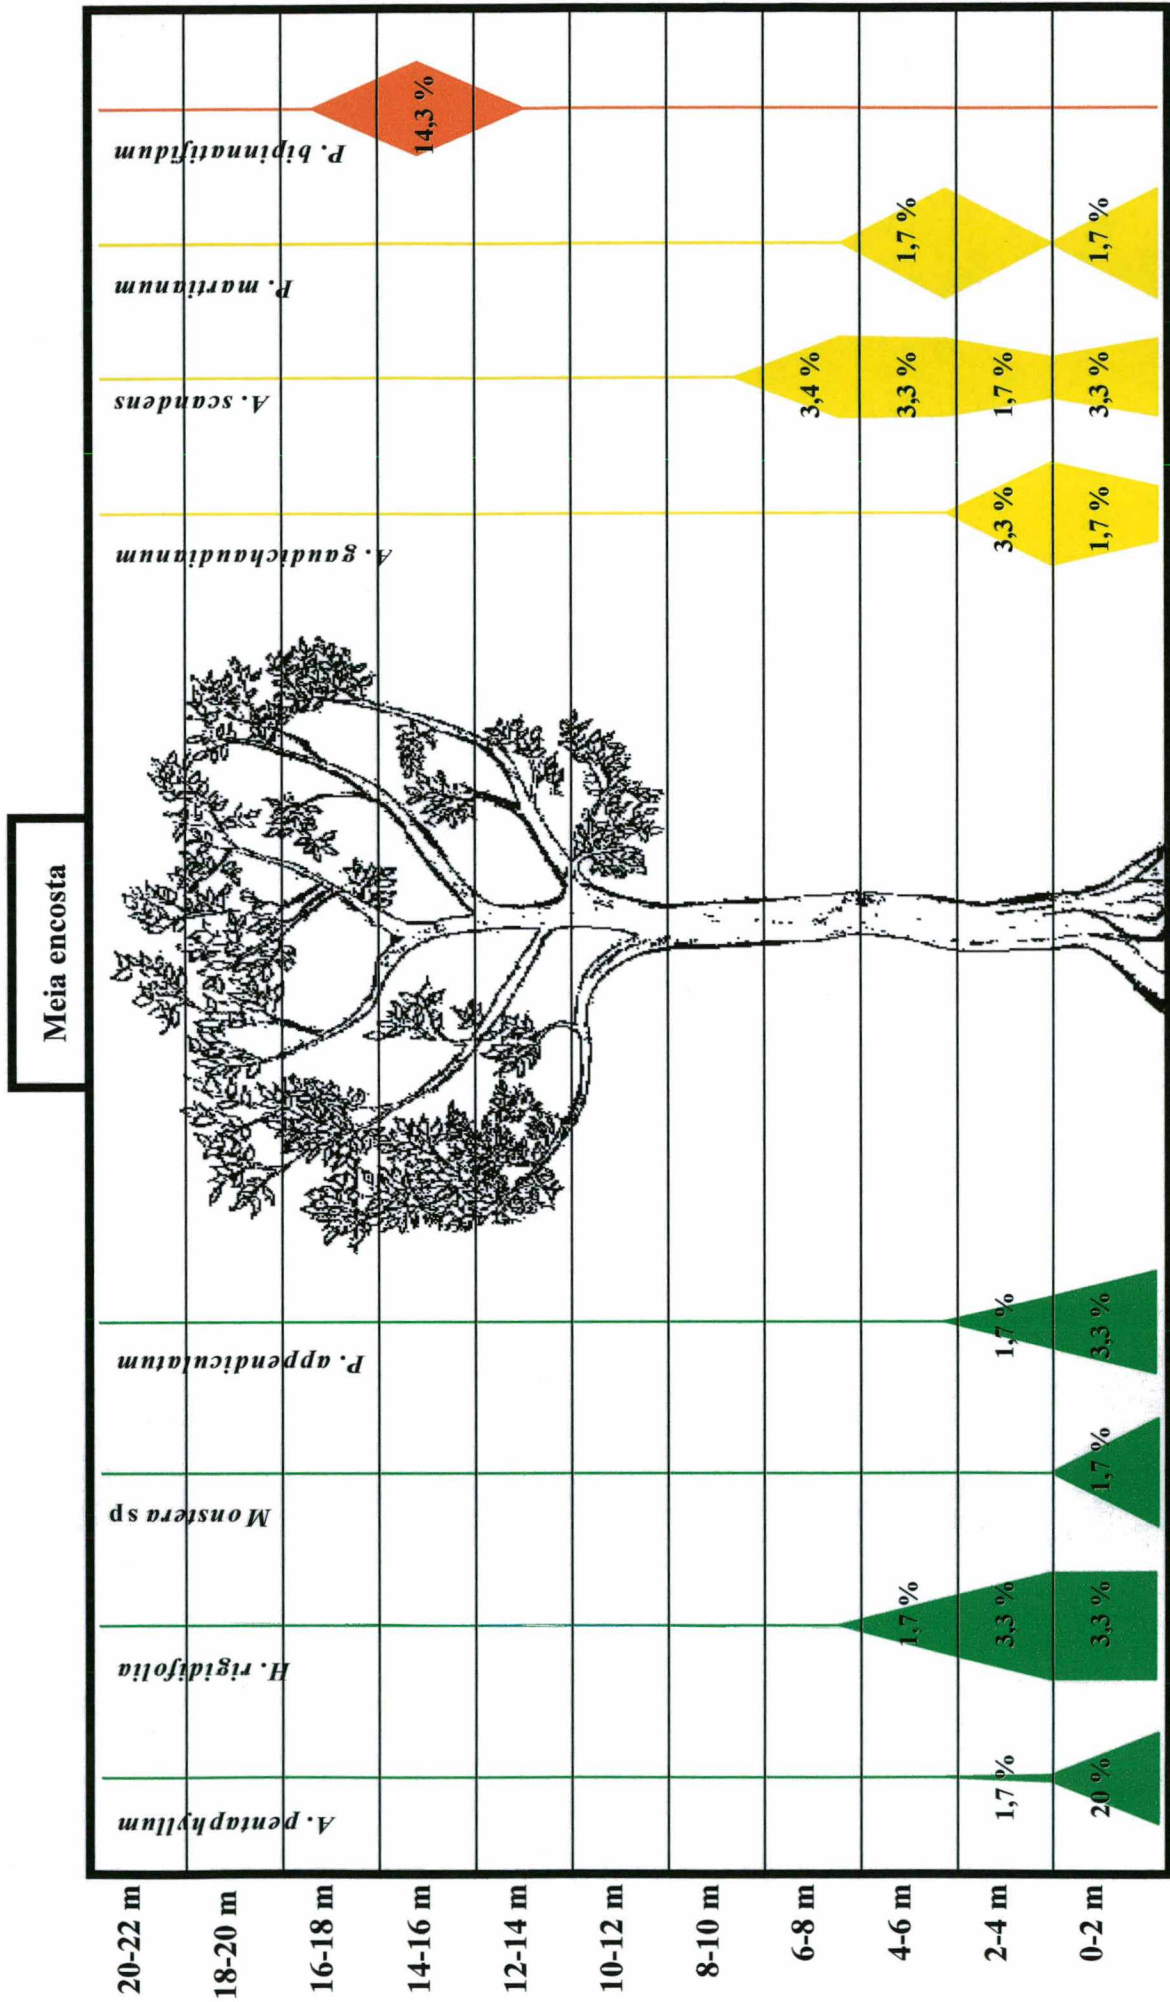 Meia encosta
20-22 m
18-20 m
16-18 m
14-16 m
12-14 m
10-12 m
8-10 m
6-8 m
4-6 m
2-4 m
0-2 m
A. pentaphyllum
1,7 %
20 %
H. rigidifolia
1,7 %
3,3 %
3,3 %
Monstera sp
1,7 %
P. appendiculatum
1,7 %
3,3 %
A. gaudichaudianum
3,3 %
1,7 %
A. scandens
3,4 %
3,3 %
1,7 %
3,3 %
P. martianum
1,7 %
1,7 %
P. bipinnatifidum
14,3 %